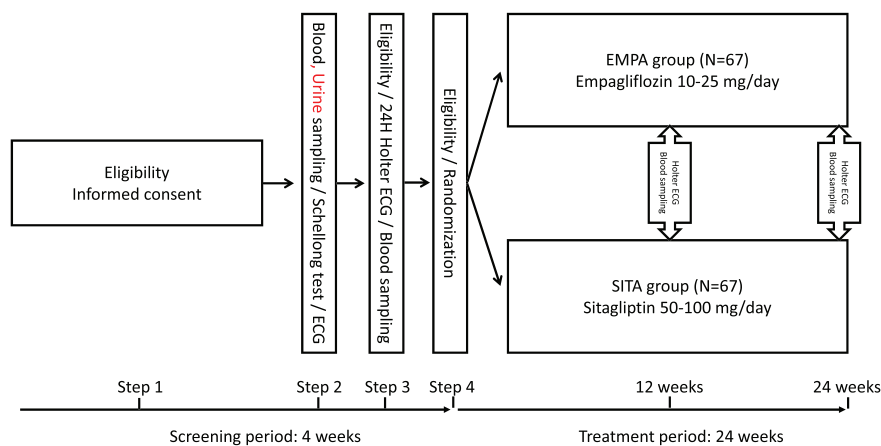 Eligibility
Informed consent
Blood, Urine sampling / Schellong test / ECG
Eligibility / 24H Holter ECG / Blood sampling
Eligibility / Randomization
EMPA group (N=67)
Empagliflozin 10-25 mg/day
Holter ECG
Blood sampling
Holter ECG
Blood sampling
SITA group (N=67)
Sitagliptin 50-100 mg/day
Step 1
Step 2
Step 3
Step 4
12 weeks
24 weeks
Screening period: 4 weeks
Treatment period: 24 weeks